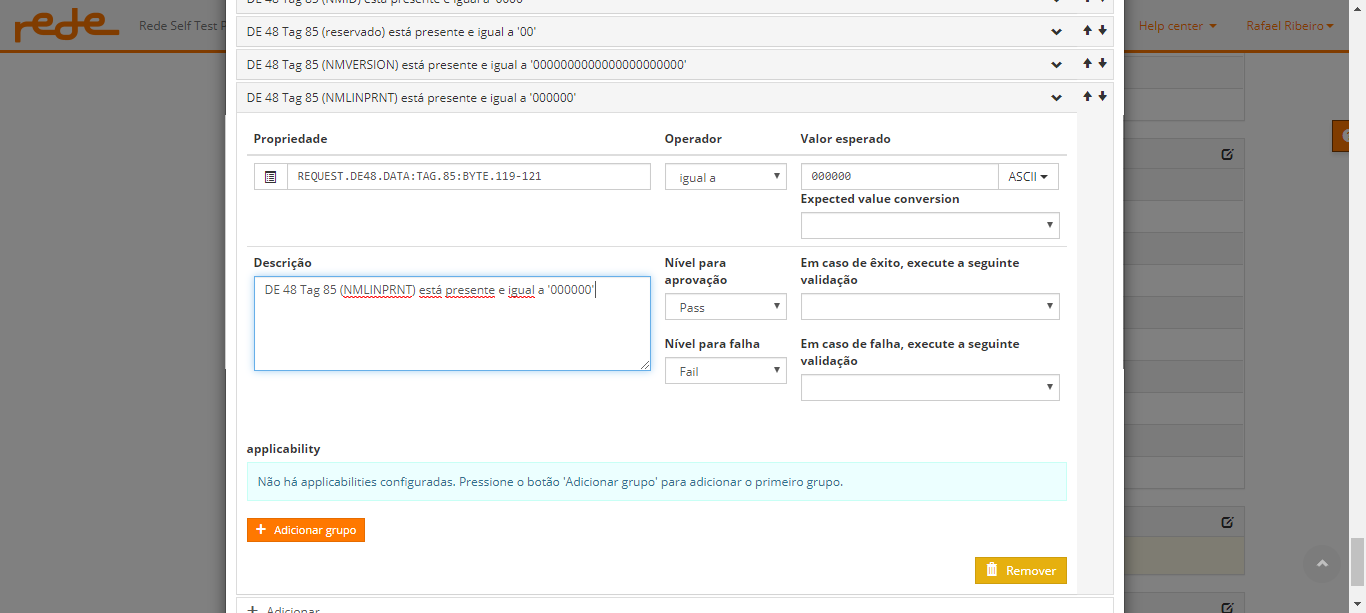 DE 48 Tag 85 (NMID) está presente e igual a '0000'
rede
Rede Self Test
Help center
Rafael Ribeiro
DE 48 Tag 85 (reservado) está presente e igual a '00'
DE 48 Tag 85 (NMVERSION) está presente e igual a '0000000000000000000000'
DE 48 Tag 85 (NMLINPRNT) está presente e igual a '000000'
Propriedade
Operador
Valor esperado
REQUEST.DE48.DATA:TAG.85:BYTE.119-121
igual a
000000
ASCII
Expected value conversion
Descrição
DE 48 Tag 85 (NMLINPRNT) está presente e igual a '000000'
Nível para
aprovação
Pass
Em caso de êxito, execute a seguinte
validação
Nível para falha
Fail
Em caso de falha, execute a seguinte
validação
applicability
Não há applicabilities configuradas. Pressione o botão 'Adicionar grupo' para adicionar o primeiro grupo.
+ Adicionar grupo
Remover
+ Adicionar